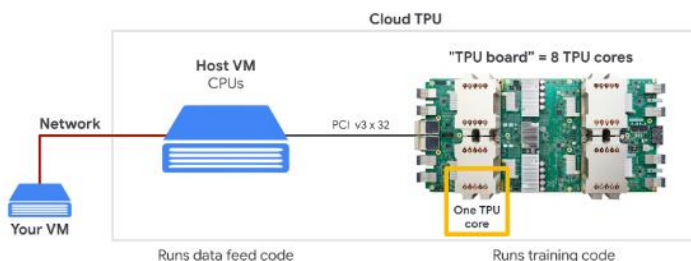 Cloud TPU
Host VM
CPUs
"TPU board" = 8 TPU cores
Network
PCI v3 x 32
Your VM
One TPU
core
Runs data feed code
Runs training code